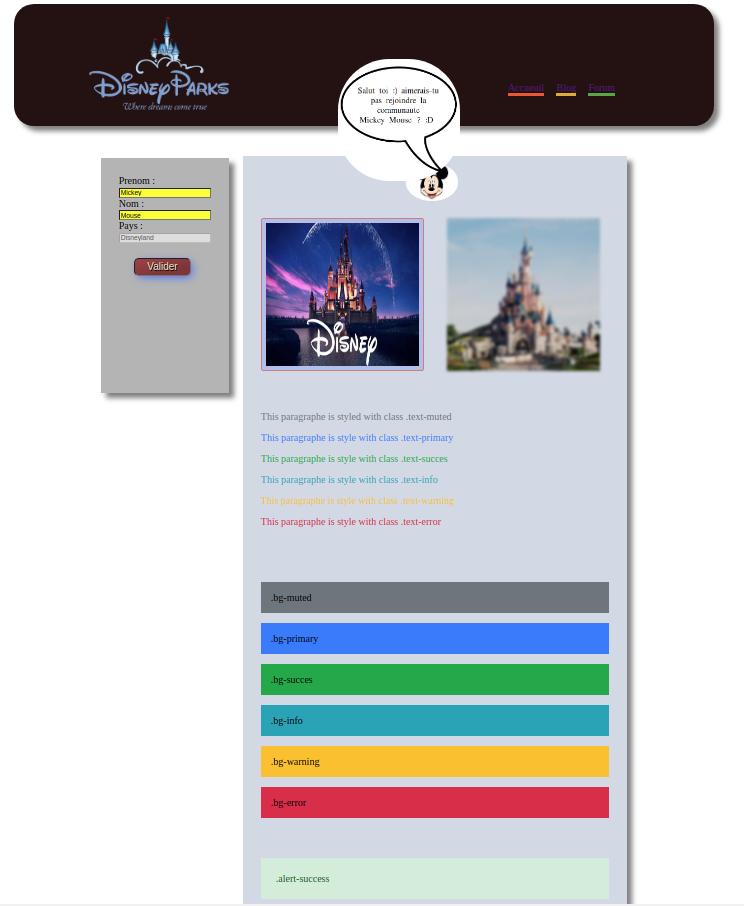 DISNEY PARKS
Where dreams come true
Salut toi :) aimerais-tu
pas rejoindre la
communaute
Mickey Mouse ? :D
Accueuil Blog Forum
Prenom :
Mickey
Nom :
Mouse
Pays :
Disneyland
Valider
Disney
This paragraphe is styled with class .text-muted
This paragraphe is style with class .text-primary
This paragraphe is style with class .text-succes
This paragraphe is style with class .text-info
This paragraphe is style with class .text-warning
This paragraphe is style with class .text-error
.bg-muted
.bg-primary
.bg-succes
.bg-info
.bg-warning
.bg-error
.alert-success